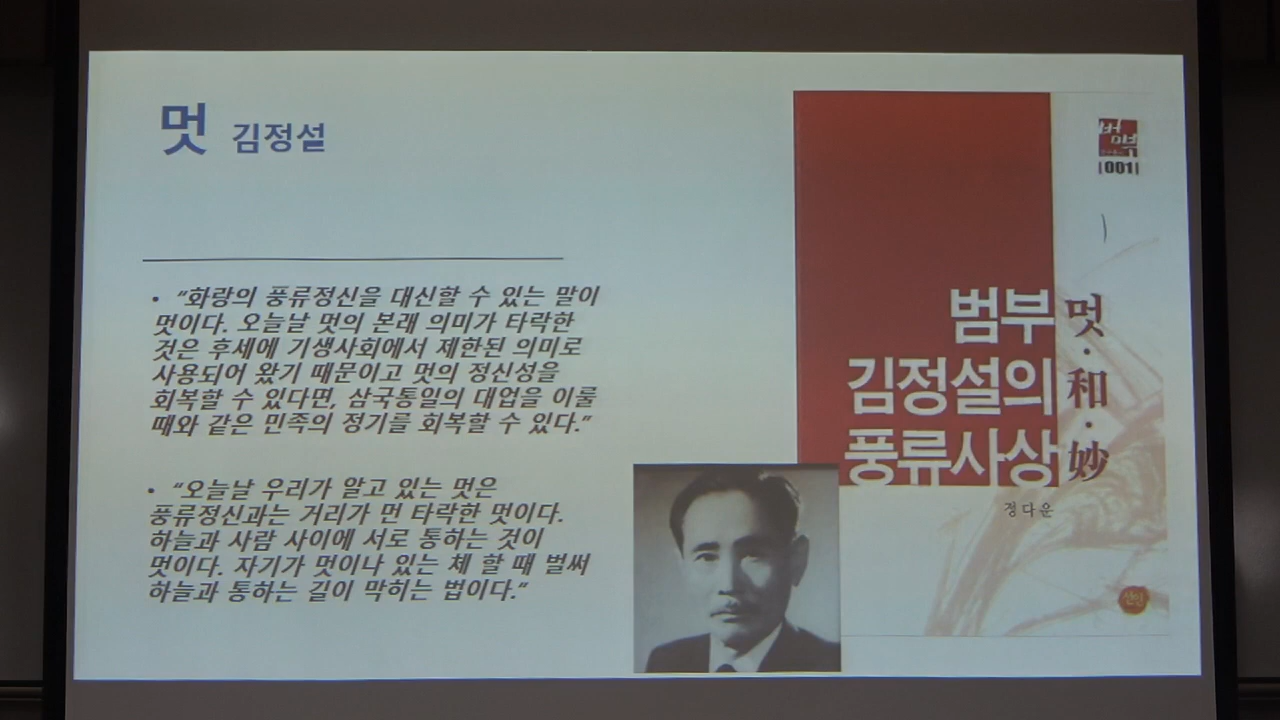 멋 김정설
• “화랑의 풍류정신을 대신할 수 있는 말이
멋이다. 오늘날 멋의 본래 의미가 타락한
것은 후세에 기생사회에서 제한된 의미로
사용되어 왔기 때문이고 멋의 정신성을
회복할 수 있다면, 삼국통일의 대업을 이룰
때와 같은 민족의 정기를 회복할 수 있다.”
• “오늘날 우리가 알고 있는 멋은
풍류정신과는 거리가 먼 타락한 멋이다.
하늘과 사람 사이에 서로 통하는 것이
멋이다. 자기가 멋이나 있는 체 할 때 벌써
하늘과 통하는 길이 막히는 법이다.”
범부
|001|
범부
김정설의
풍류사상
멋·和·妙
정다운
선인